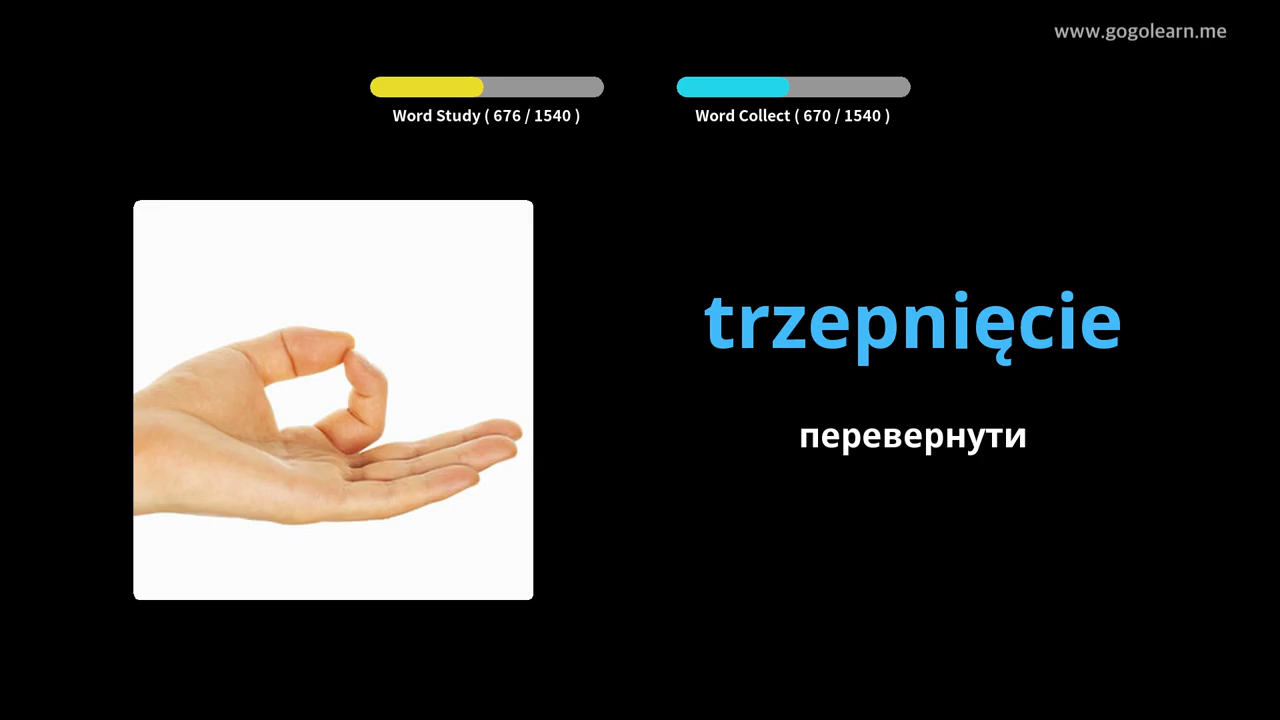 www.gogolearn.me
Word Study ( 676 / 1540 )
Word Collect ( 670 / 1540 )
trzepnięcie
перевернути